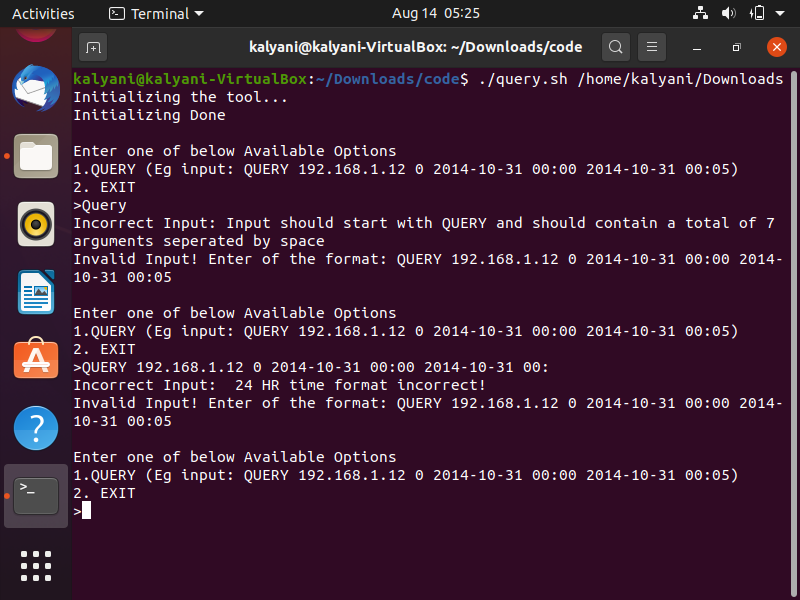 Activities
Terminal
Aug 14 05:25
kalyani@kalyani-VirtualBox: ~/Downloads/code
kalyani@kalyani-VirtualBox:~/Downloads/code$ ./query.sh /home/kalyani/Downloads
Initializing the tool...
Initializing Done
Enter one of below Available Options
1.QUERY (Eg input: QUERY 192.168.1.12 0 2014-10-31 00:00 2014-10-31 00:05)
2. EXIT
>Query
Incorrect Input: Input should start with QUERY and should contain a total of 7
arguments seperated by space
Invalid Input! Enter of the format: QUERY 192.168.1.12 0 2014-10-31 00:00 2014-
10-31 00:05
Enter one of below Available Options
1.QUERY (Eg input: QUERY 192.168.1.12 0 2014-10-31 00:00 2014-10-31 00:05)
2. EXIT
>QUERY 192.168.1.12 0 2014-10-31 00:00 2014-10-31 00:
Incorrect Input:  24 HR time format incorrect!
Invalid Input! Enter of the format: QUERY 192.168.1.12 0 2014-10-31 00:00 2014-
10-31 00:05
Enter one of below Available Options
1.QUERY (Eg input: QUERY 192.168.1.12 0 2014-10-31 00:00 2014-10-31 00:05)
2. EXIT
>